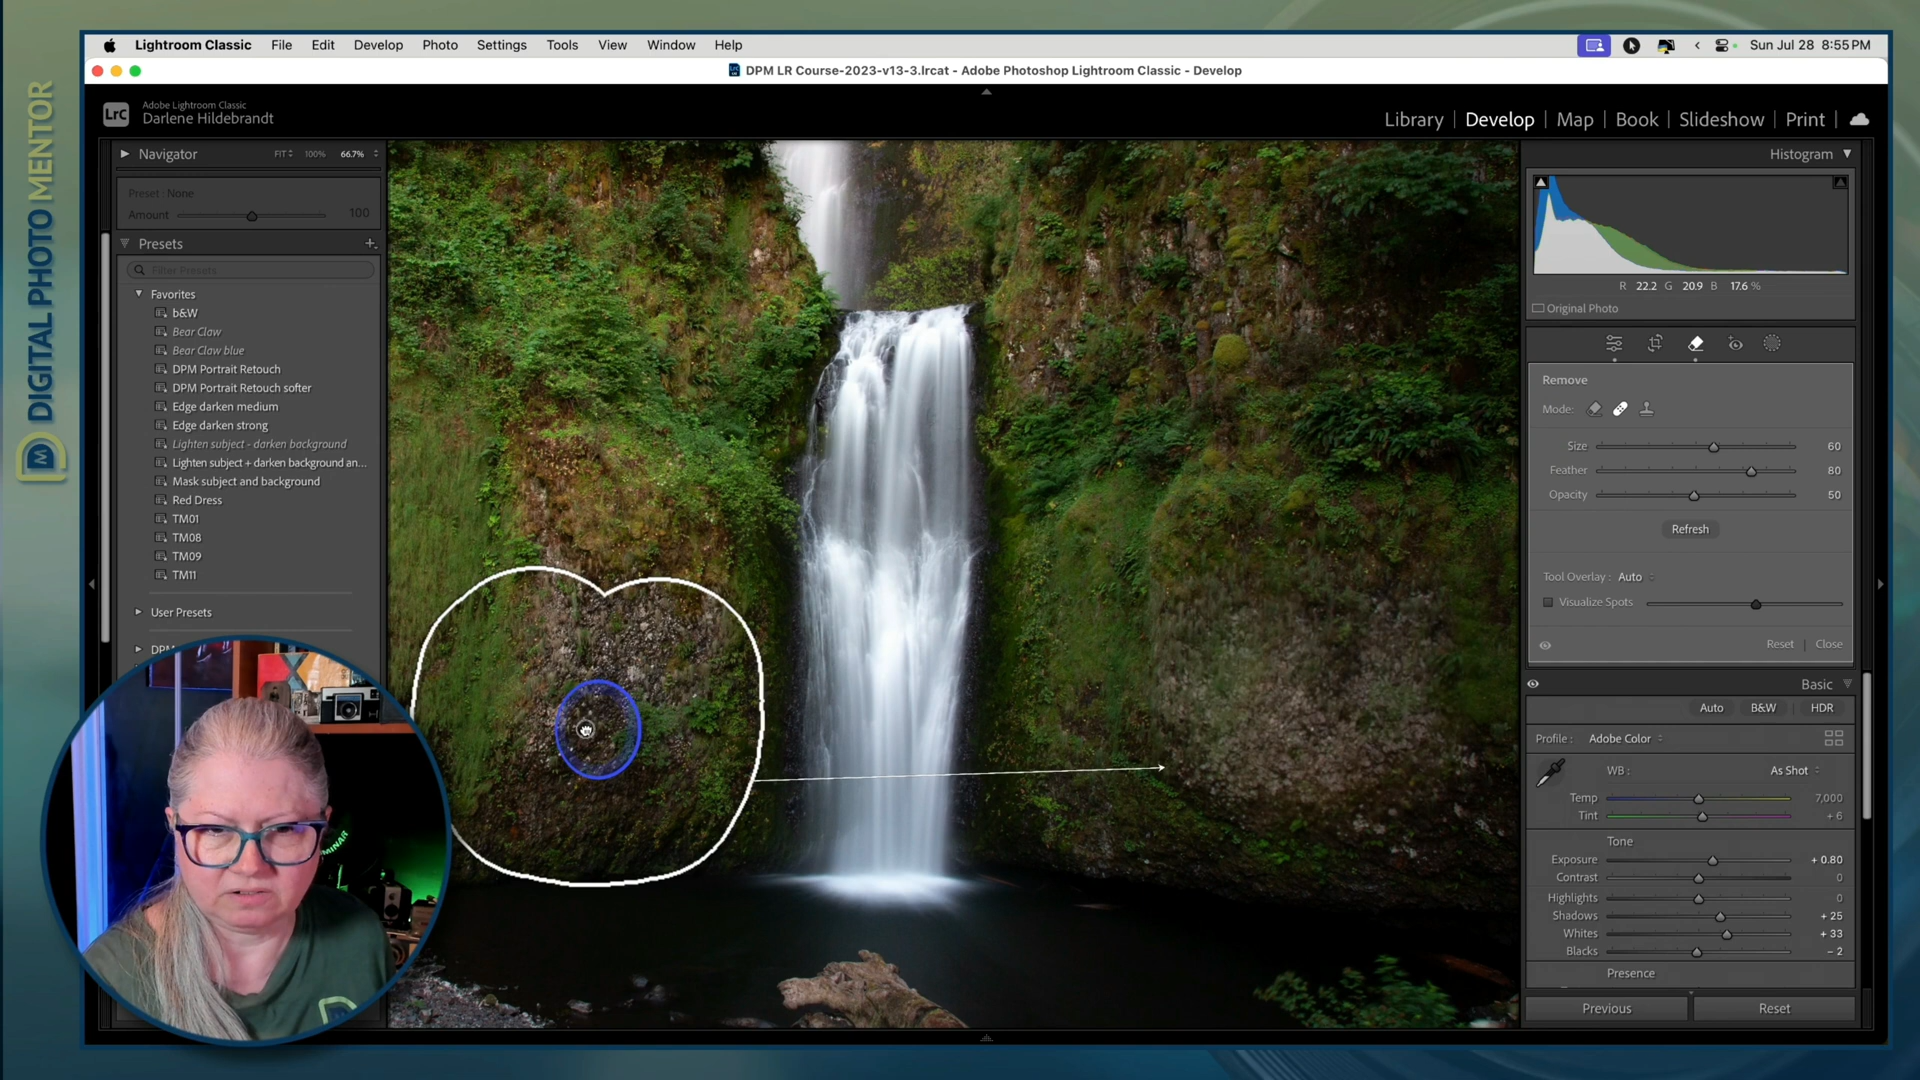 DIGITAL PHOTO MENTOR
M
Lightroom Classic File Edit Develop Photo Settings Tools View Window Help
Sun Jul 28 8:55 PM
LrC DPM LR Course-2023-v13-3.lrcat - Adobe Photoshop Lightroom Classic - Develop
LrC
Adobe Lightroom Classic
Darlene Hildebrandt
Library | Develop | Map | Book | Slideshow | Print
Navigator FIT 100% 66.7%
Preset : None
Amount 100
Presets
Filter Presets
Favorites
b&W
Bear Claw
Bear Claw blue
DPM Portrait Retouch
DPM Portrait Retouch softer
Edge darken medium
Edge darken strong
Lighten subject - darken background
Lighten subject + darken background an...
Mask subject and background
Red Dress
TM01
TM08
TM09
TM11
User Presets
DPM
MINAR
Histogram
R 22.2 G 20.9 B 17.6 %
Original Photo
Remove
Mode:
Size 60
Feather 80
Opacity 50
Refresh
Tool Overlay : Auto
Visualize Spots
Reset | Close
Basic
Auto B&W HDR
Profile : Adobe Color
WB : As Shot
Temp 7,000
Tint + 6
Tone
Exposure + 0.80
Contrast 0
Highlights 0
Shadows + 25
Whites + 33
Blacks - 2
Presence
Previous Reset